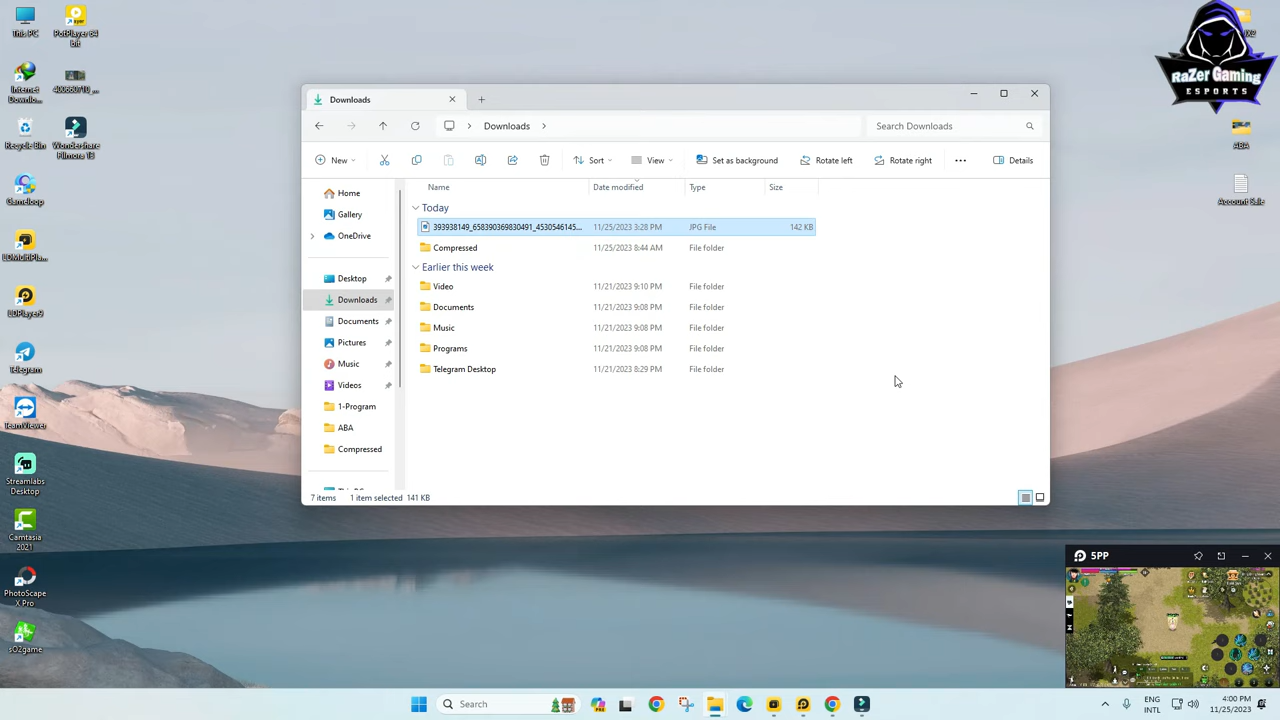 This PC
PotPlayer 64
bit
Internet
Downlo...
400660710_...
Recycle Bin
Wondershare
Filmora 13
Gameloop
LDMultiPla...
LDPlayer9
Telegram
TeamViewer
Streamlabs
Desktop
Camtasia
2021
PhotoScape
X Pro
sO2game
RaZer Gaming
ESPORTS
ABA
Account Sale
Downloads
Downloads
Search Downloads
New
Sort
View
Set as background
Rotate left
Rotate right
Details
Home
Gallery
OneDrive
Desktop
Downloads
Documents
Pictures
Music
Videos
1-Program
ABA
Compressed
Name Date modified Type Size
Today
393938149_658390369830491_4530546145... 11/25/2023 3:28 PM JPG File 142 KB
Compressed 11/25/2023 8:44 AM File folder
Earlier this week
Video 11/21/2023 9:10 PM File folder
Documents 11/21/2023 9:08 PM File folder
Music 11/21/2023 9:08 PM File folder
Programs 11/21/2023 9:08 PM File folder
Telegram Desktop 11/21/2023 8:29 PM File folder
7 items 1 item selected 141 KB
5PP
Search
ENG
INTL
4:00 PM
11/25/2023